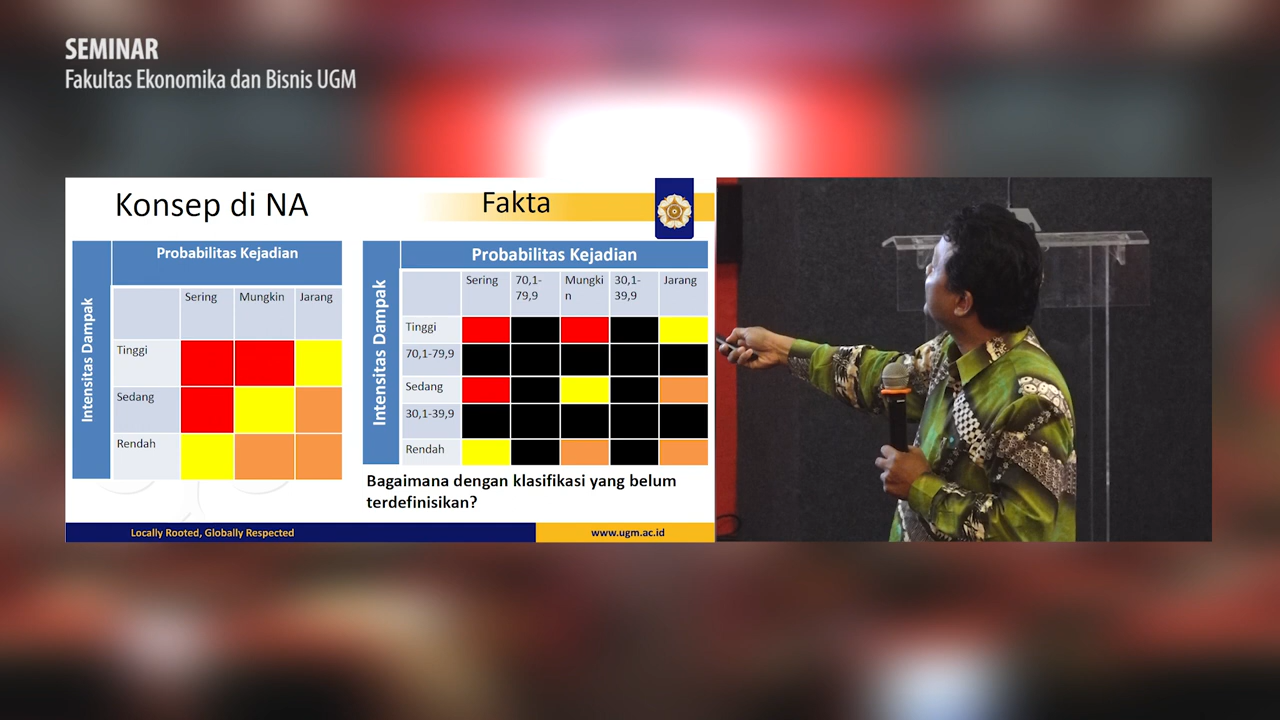 SEMINAR
Fakultas Ekonomika dan Bisnis UGM
Konsep di NA
Probabilitas Kejadian
Intensitas Dampak
Sering
Mungkin
Jarang
Tinggi
Sedang
Rendah
Fakta
Probabilitas Kejadian
Intensitas Dampak
Sering
70,1-
79,9
Mungki
n
30,1-
39,9
Jarang
Tinggi
70,1-79,9
Sedang
30,1-39,9
Rendah
Bagaimana dengan klasifikasi yang belum
terdefinisikan?
Locally Rooted, Globally Respected
www.ugm.ac.id